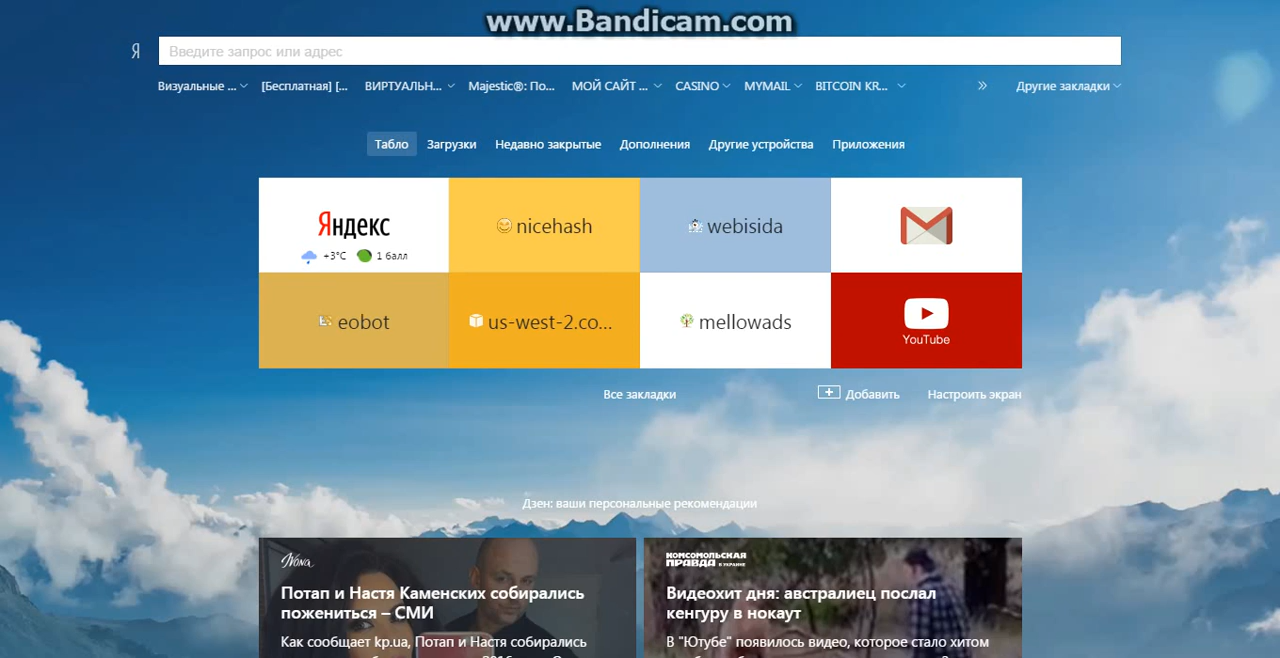 www.Bandicam.com
Я Введите запрос или адрес
Визуальные ... [Бесплатная] [... ВИРТУАЛЬН... Majestic®: По... МОЙ САЙТ ... CASINO MYMAIL BITCOIN KR... » Другие закладки
Табло Загрузки Недавно закрытые Дополнения Другие устройства Приложения
Яндекс nicehash webisida
+3°C 1 балл
eobot us-west-2.co... mellowads YouTube
Все закладки Добавить Настроить экран
Дзен: ваши персональные рекомендации
IVONA
Потап и Настя Каменских собирались
пожениться – СМИ
Как сообщает kp.ua, Потап и Настя собирались
КОМСОМОЛЬСКАЯ
ПРАВДА В УКРАИНЕ
Видеохит дня: австралиец послал
кенгуру в нокаут
В "Ютубе" появилось видео, которое стало хитом